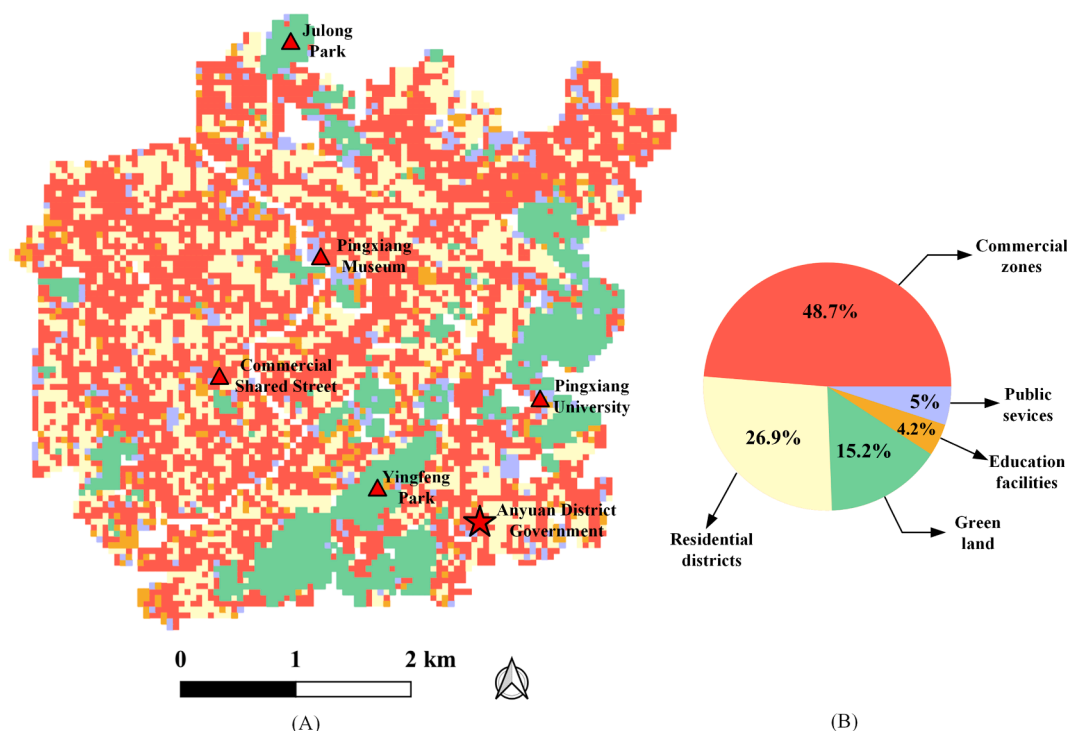 Julong
Park
Pingxiang
Museum
Commercial
Shared Street
Pingxiang
University
Yingfeng
Park
Anyuan District
Government
0 1 2 km
(A)
Commercial
zones
48.7%
Public
sevices
5%
4.2%
Education
facilities
26.9%
15.2%
Residential
districts
Green
land
(B)